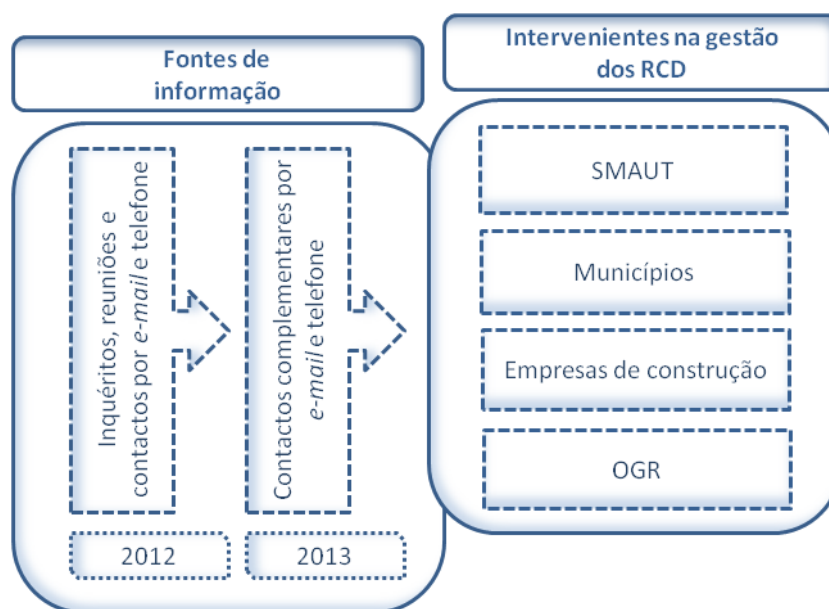 Fontes de
informação
Inquéritos, reuniões e
contactos por e-mail e telefone
2012
Contactos complementares por
e-mail e telefone
2013
Intervenientes na gestão
dos RCD
SMAUT
Municípios
Empresas de construção
OGR